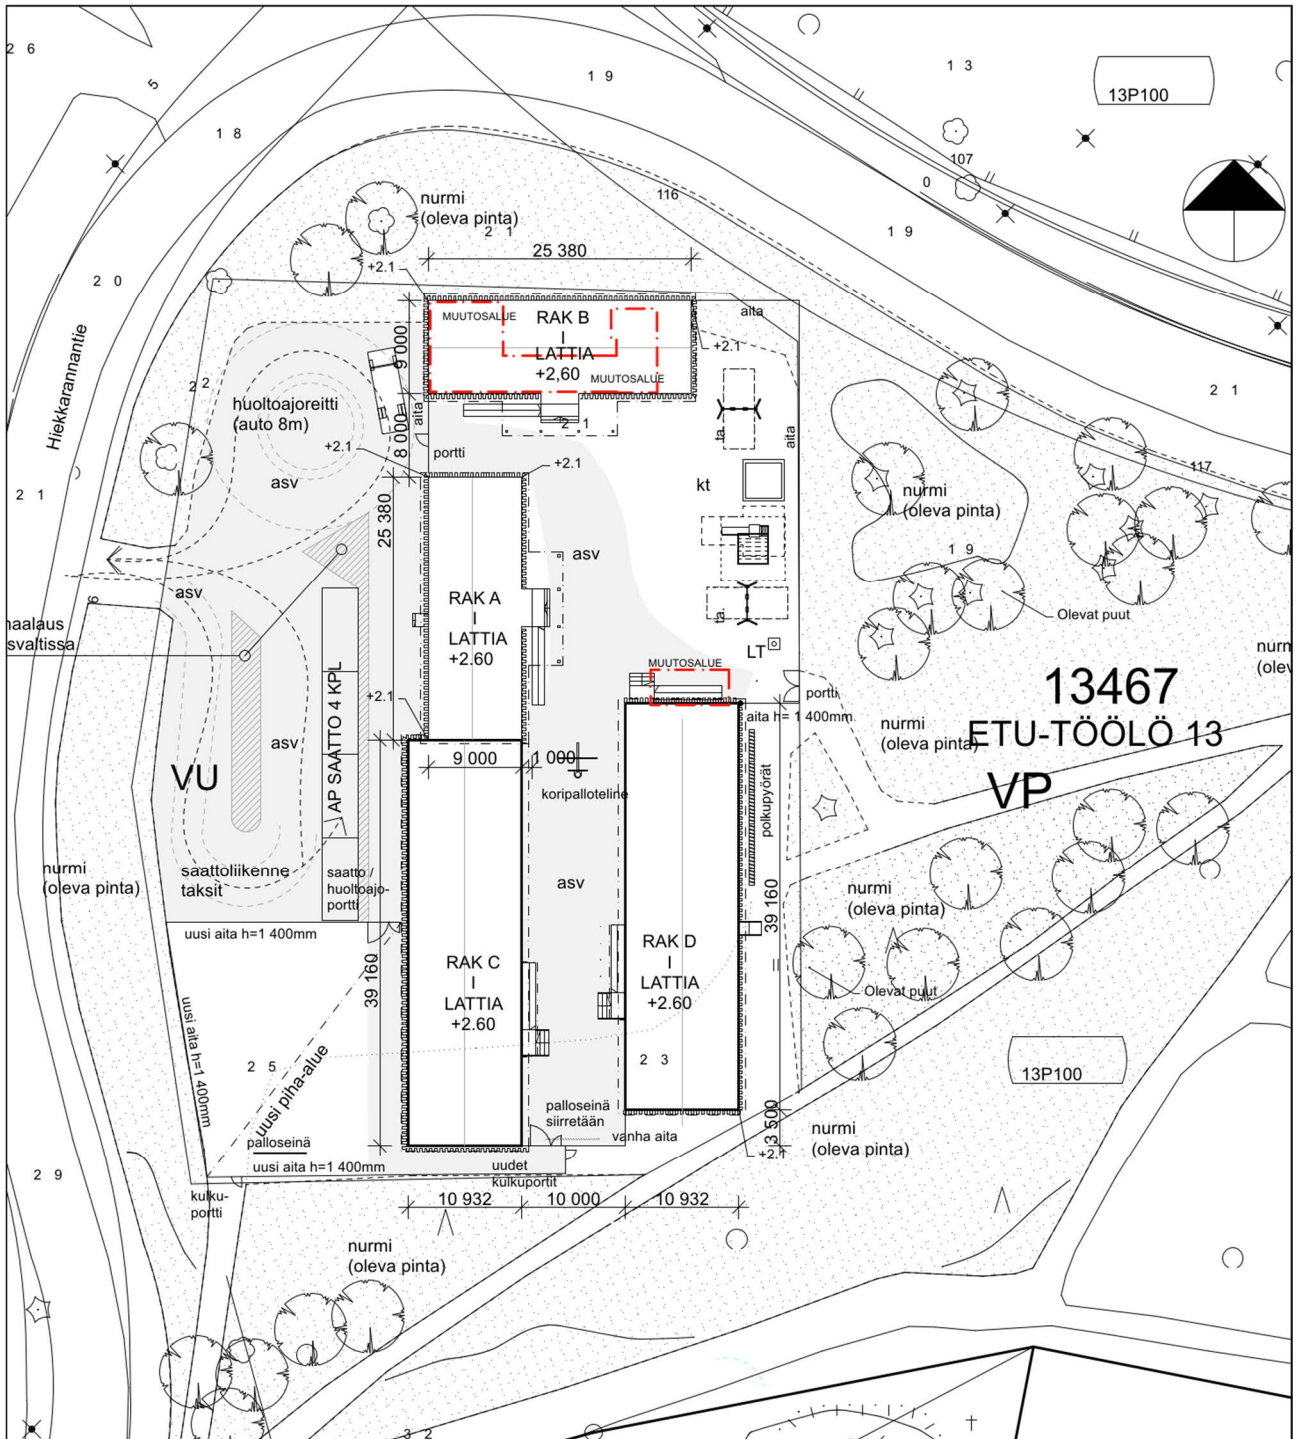 2 6
5
1 9
1 3
13P100
1 8
107
0
116
nurmi
(oleva pinta)
2 1
1 9
2 0
25 380
+2.1
Hiekkarannantie
MUUTOSALUE
RAK B
I
LATTIA
+2,60
MUUTOSALUE
aita
+2.1
9 000
2 2
2 1
huoltoajoreitti
(auto 8m)
aita
8 000
portti
2 1
ta.
aita
+2.1
+2.1
asv
2 1
kt
nurmi
(oleva pinta)
117
25 380
asv
1 9
asv
RAK A
I
LATTIA
+2.60
ta.
Olevat puut
9
svaltissa
LT
MUUTOSALUE
AP SAATTO 4 KPL
+2.1
portti
aita h= 1 400mm
13467
ETU-TÖÖLÖ 13
VP
nurmi
(oleva pinta)
asv
VU
9 000
1 000
koripalloteline
polkupyörät
nurmi
(oleva pinta)
saattoliikenne
taksit
saatto /
huoltoajo-
portti
asv
39 160
nurmi
(oleva pinta)
uusi aita h=1 400mm
RAK D
I
LATTIA
+2.60
RAK C
I
LATTIA
+2.60
39 160
Olevat puut
uusi aita h=1 400mm
2 5
uusi piha-alue
2 3
13P100
palloseinä
siirretään
vanha aita
3 500
+2.1
nurmi
(oleva pinta)
palloseinä
uusi aita h=1 400mm
uudet
kulkuportit
2 9
kulku-
portti
10 932
10 000
10 932
nurmi
(oleva pinta)
3 2